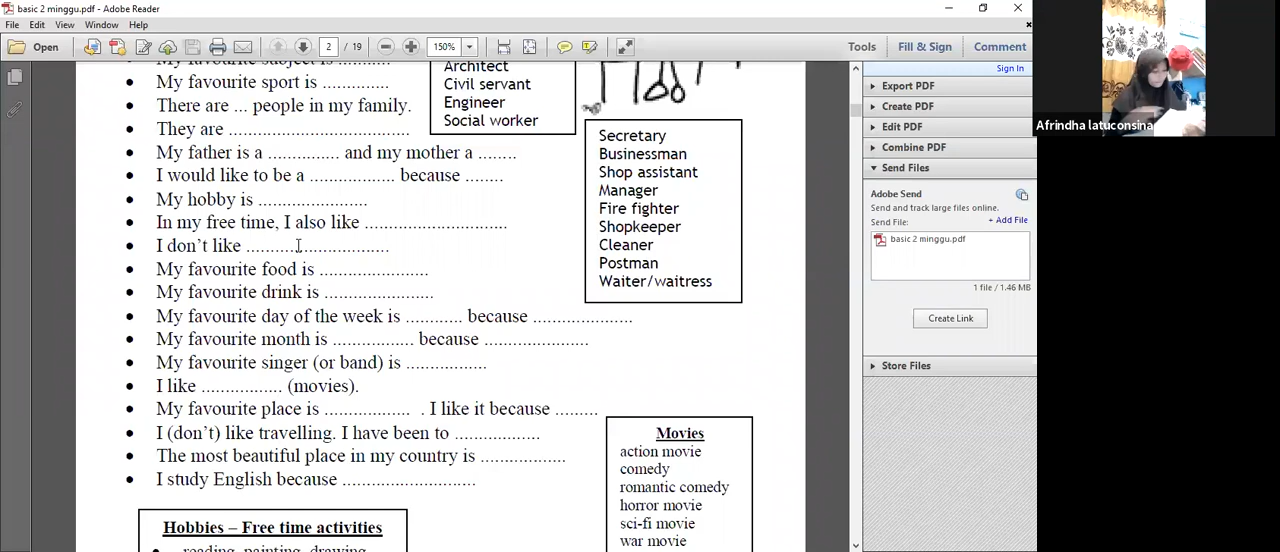 basic 2 minggu.pdf - Adobe Reader
File Edit View Window Help
Open 2 / 19 150% Tools Fill & Sign Comment
Sign In
My favourite subject is ..........
My favourite sport is .............
There are ... people in my family.
They are ....................................
My father is a .............. and my mother a ........
I would like to be a ................. because ........
My hobby is .....................
In my free time, I also like ...........................
I don't like ...........................
My favourite food is .....................
My favourite drink is .....................
My favourite day of the week is ........... because ...................
My favourite month is ............... because ....................
My favourite singer (or band) is ...............
I like ............... (movies).
My favourite place is ................ . I like it because ........
I (don't) like travelling. I have been to ................
The most beautiful place in my country is ................
I study English because .........................
Architect
Civil servant
Engineer
Social worker
Secretary
Businessman
Shop assistant
Manager
Fire fighter
Shopkeeper
Cleaner
Postman
Waiter/waitress
Movies
action movie
comedy
romantic comedy
horror movie
sci-fi movie
war movie
Hobbies – Free time activities
reading, painting, drawing
Export PDF
Create PDF
Edit PDF
Combine PDF
Send Files
Adobe Send
Send and track large files online.
Send File: + Add File
basic 2 minggu.pdf
1 file / 1.46 MB
Create Link
Store Files
Afrindha latuconsina